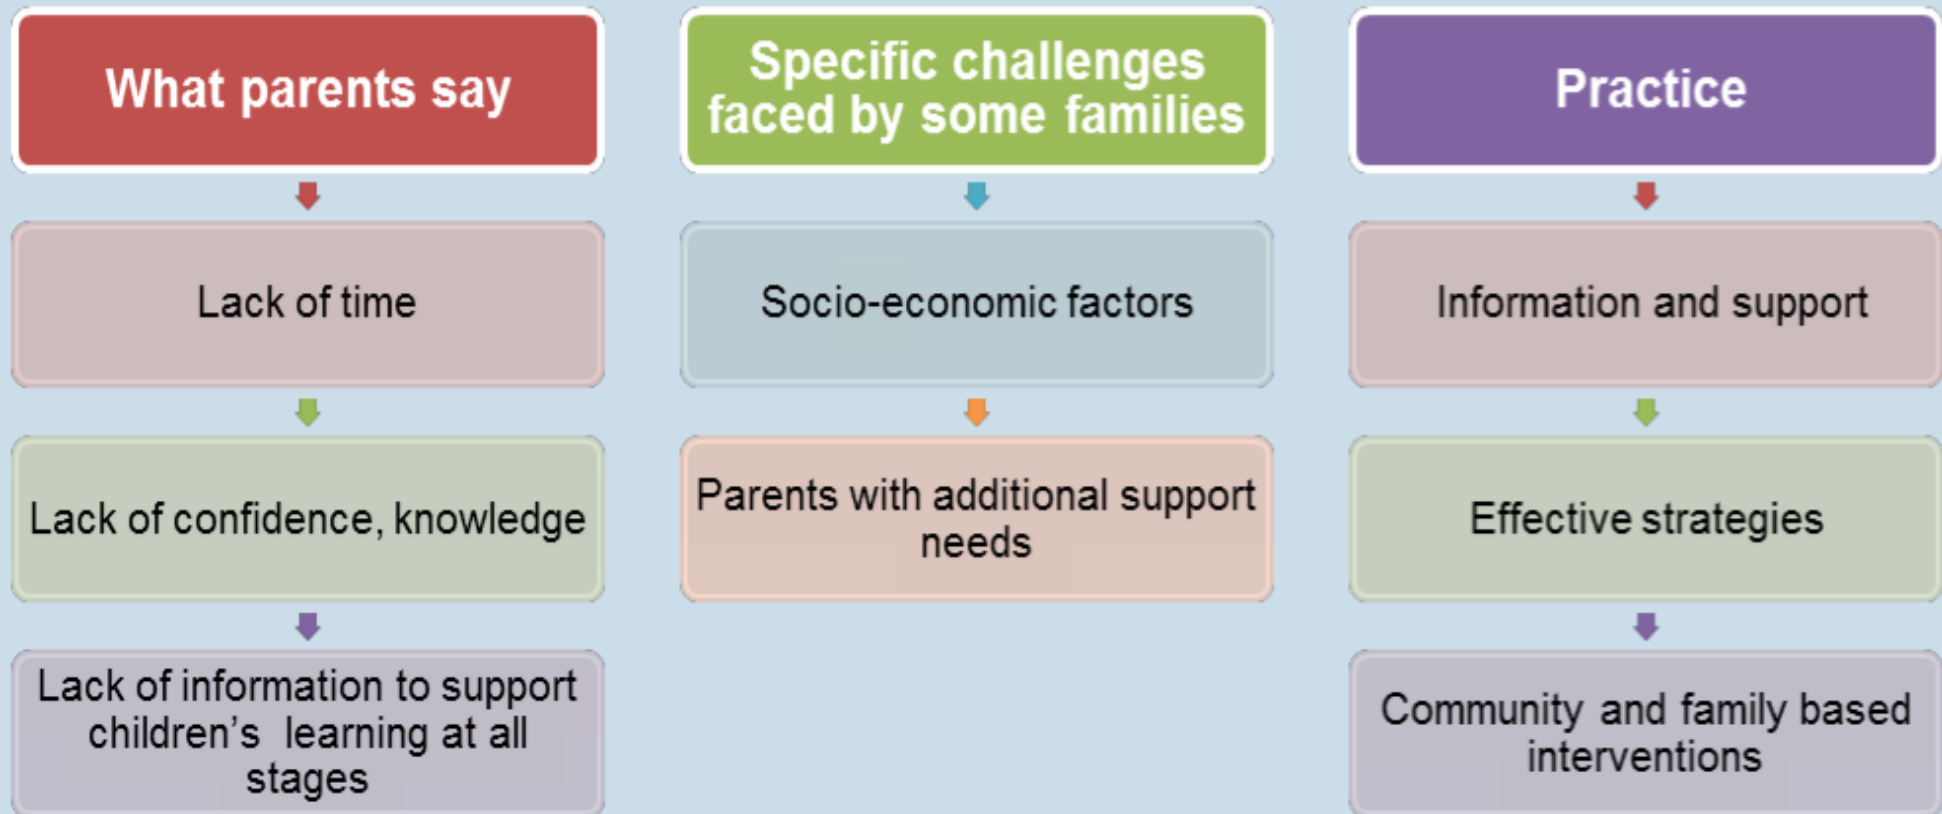 What parents say
Lack of time
Lack of confidence, knowledge
Lack of information to support
children's  learning at all
stages
Specific challenges
faced by some families
Socio-economic factors
Parents with additional support
needs
Practice
Information and support
Effective strategies
Community and family based
interventions